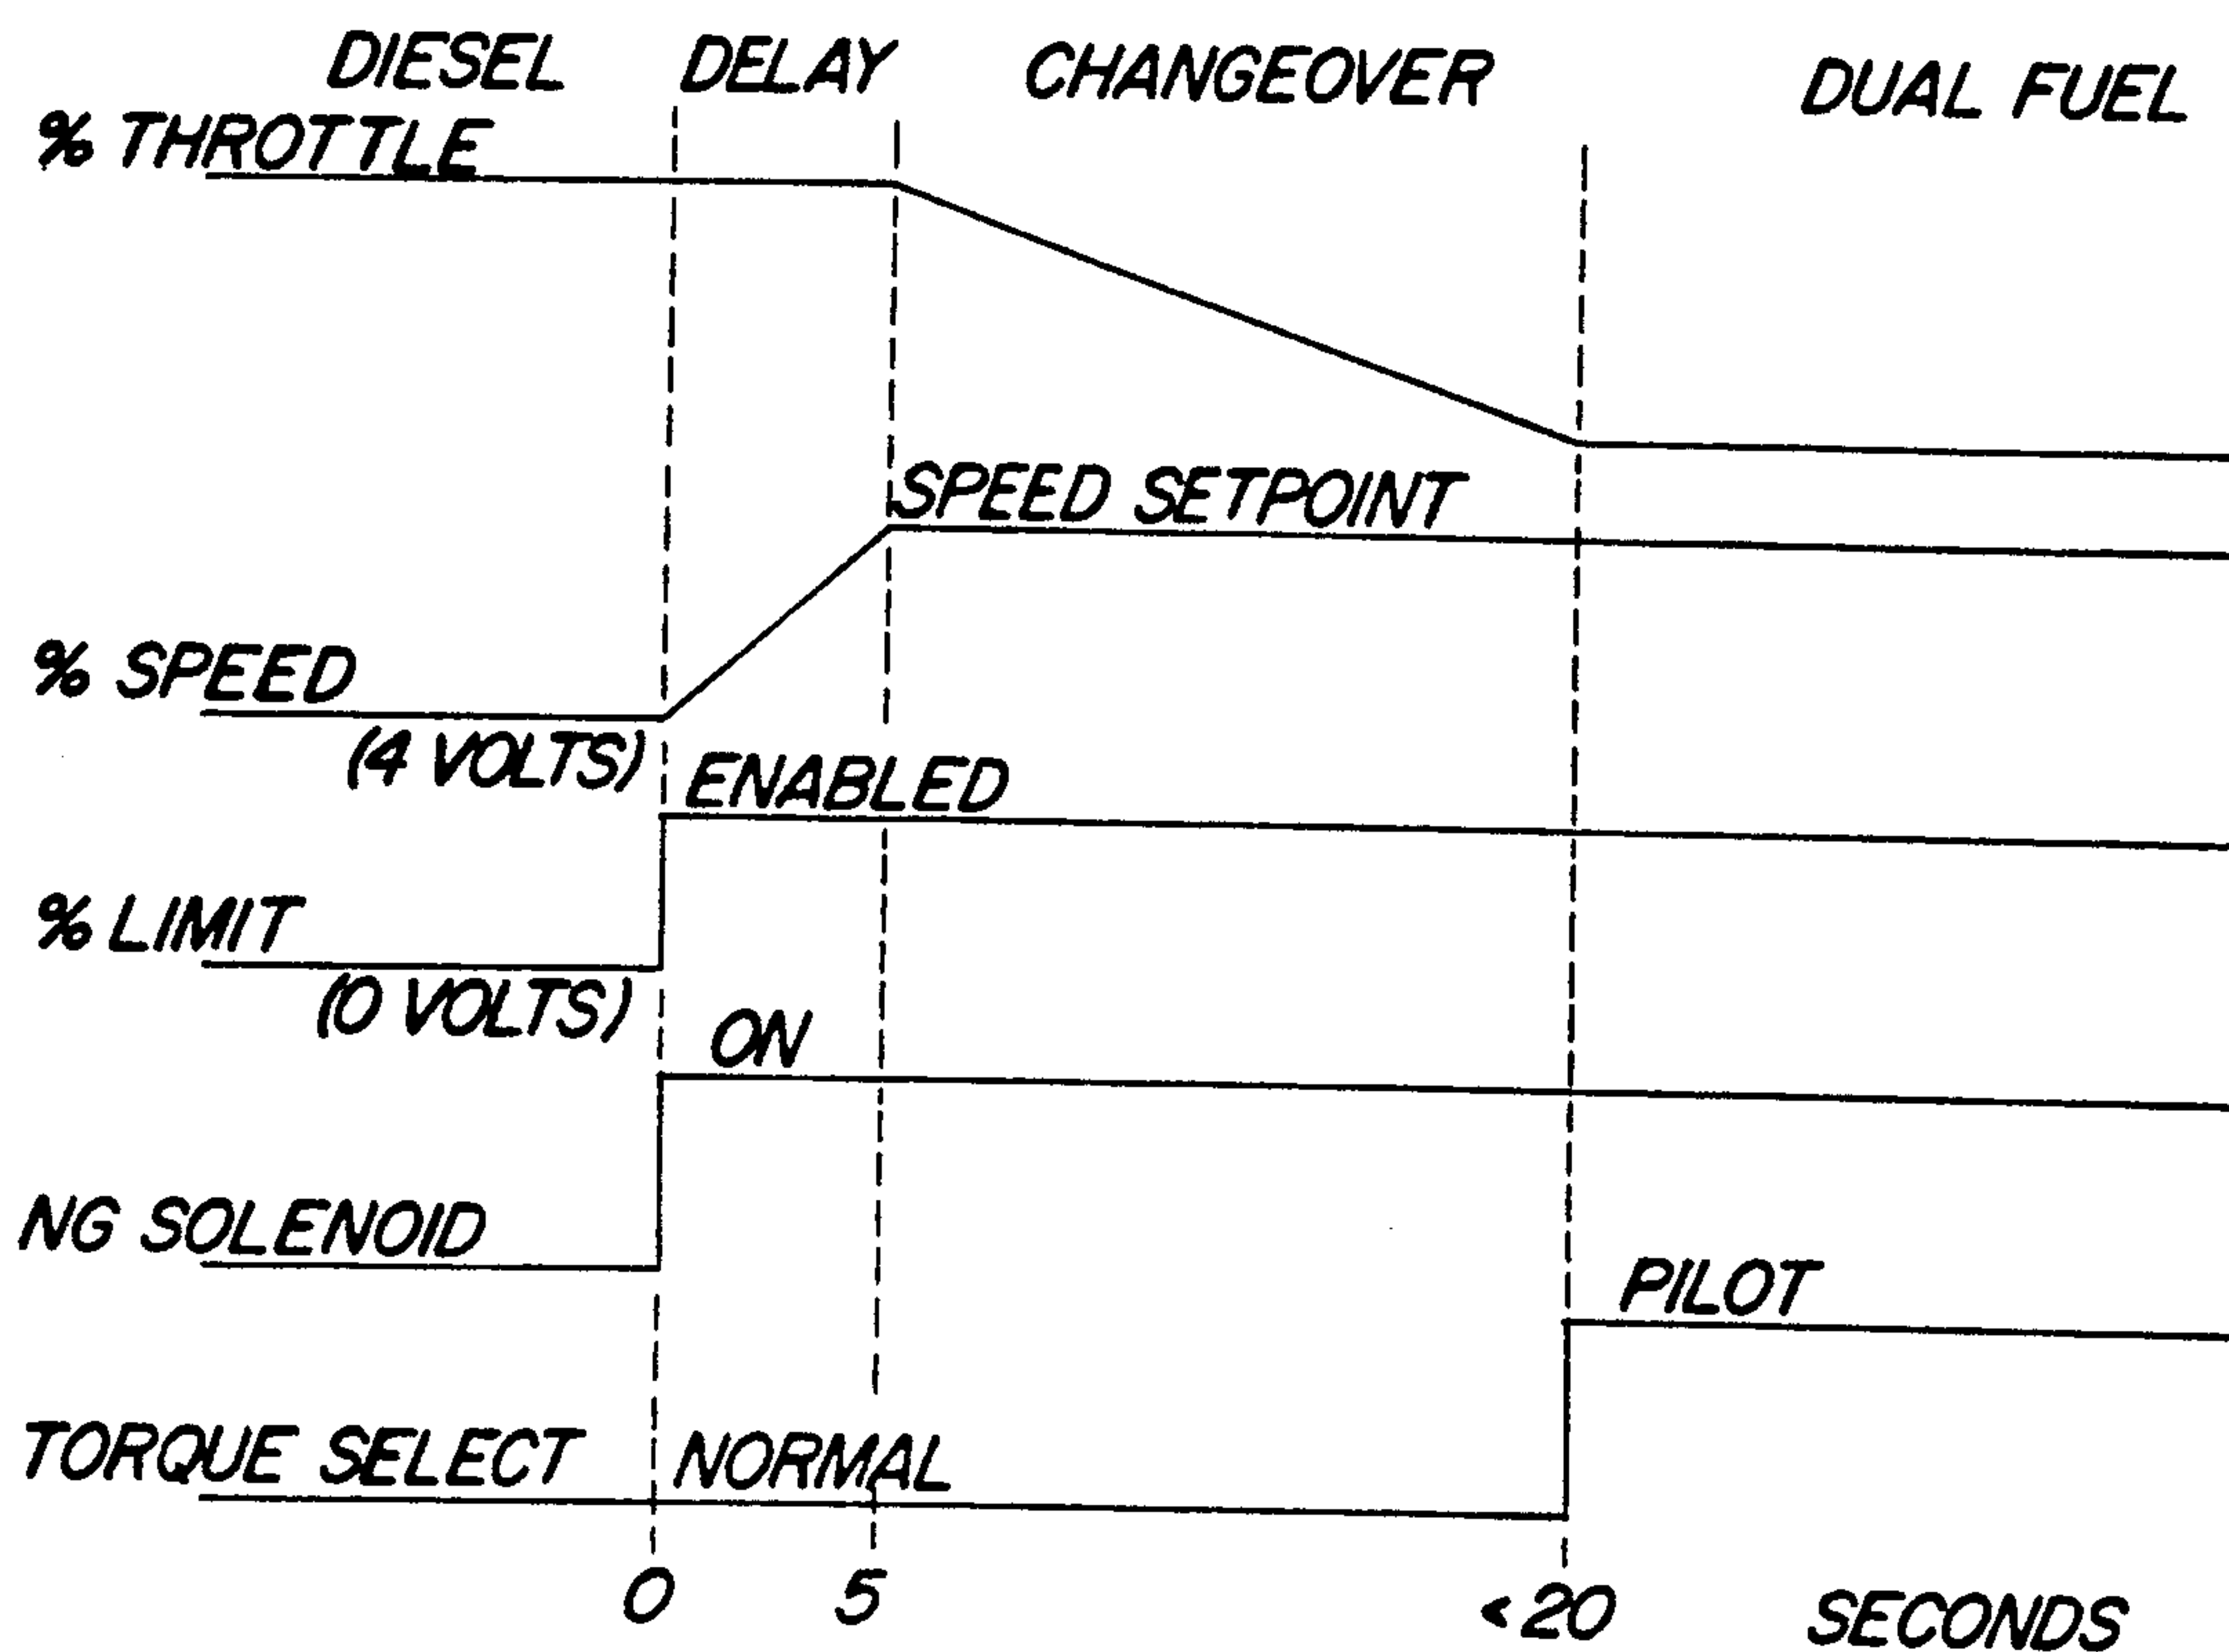 DIESEL DELAY CHANGEOVER DUAL FUEL
% THROTTLE
SPEED SETPOINT
% SPEED
(4 VOLTS)
ENABLED
% LIMIT
(0 VOLTS)
ON
NG SOLENOID
PILOT
TORQUE SELECT NORMAL
0 5 <20 SECONDS